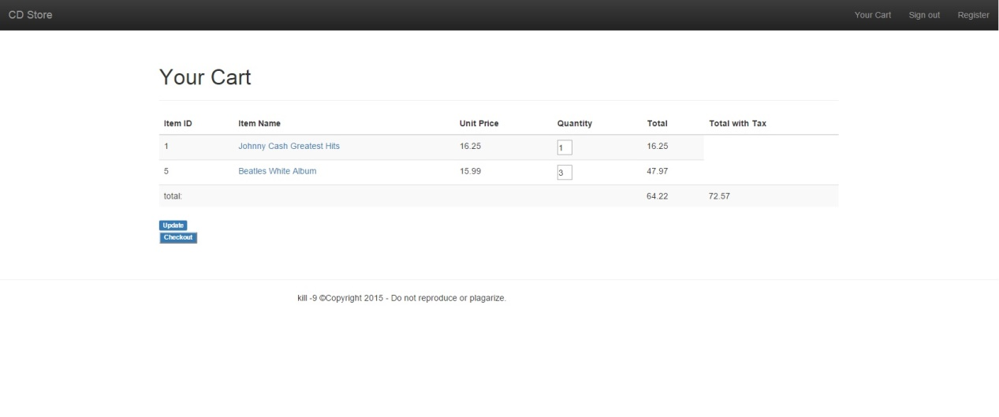 CD Store Your Cart Sign out Register
Your Cart
Item ID Item Name Unit Price Quantity Total Total with Tax
1 Johnny Cash Greatest Hits 16.25 1 16.25
5 Beatles White Album 15.99 3 47.97
total: 64.22 72.57
Update
Checkout
kill -9 ©Copyright 2015 - Do not reproduce or plagarize.